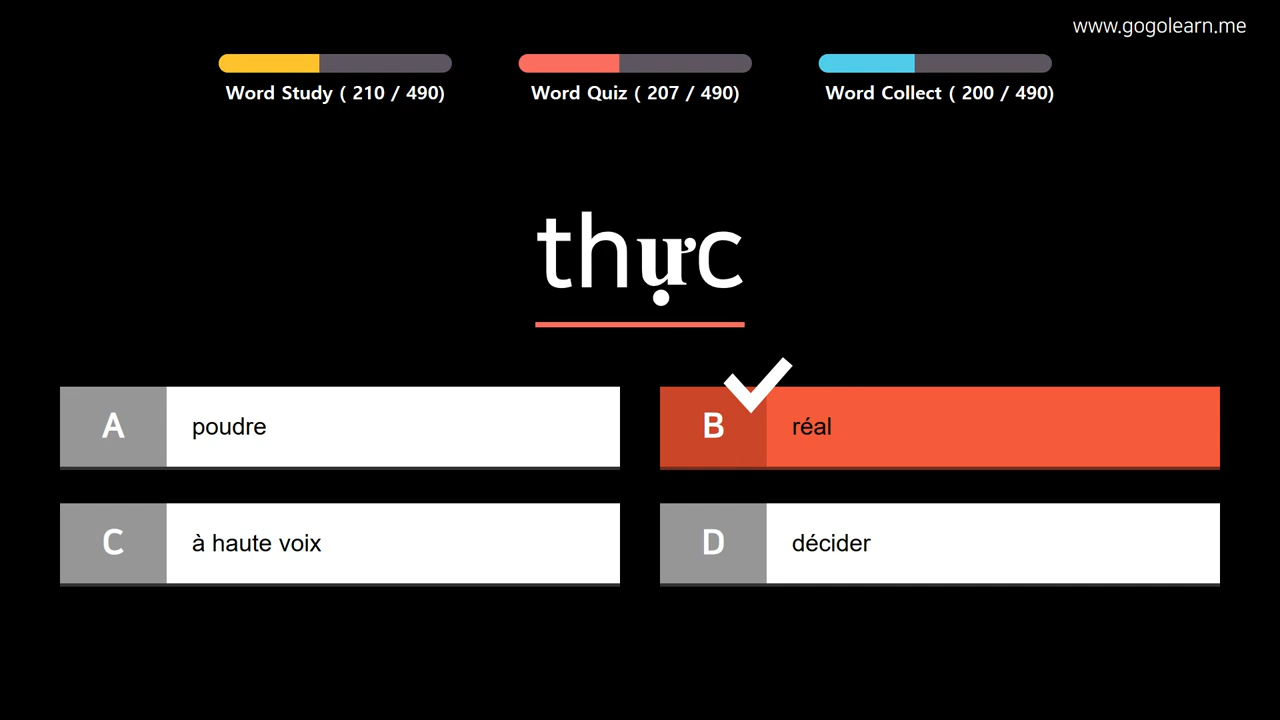 www.gogolearn.me
Word Study ( 210 / 490)
Word Quiz ( 207 / 490)
Word Collect ( 200 / 490)
thực
A poudre
B réal
C à haute voix
D décider